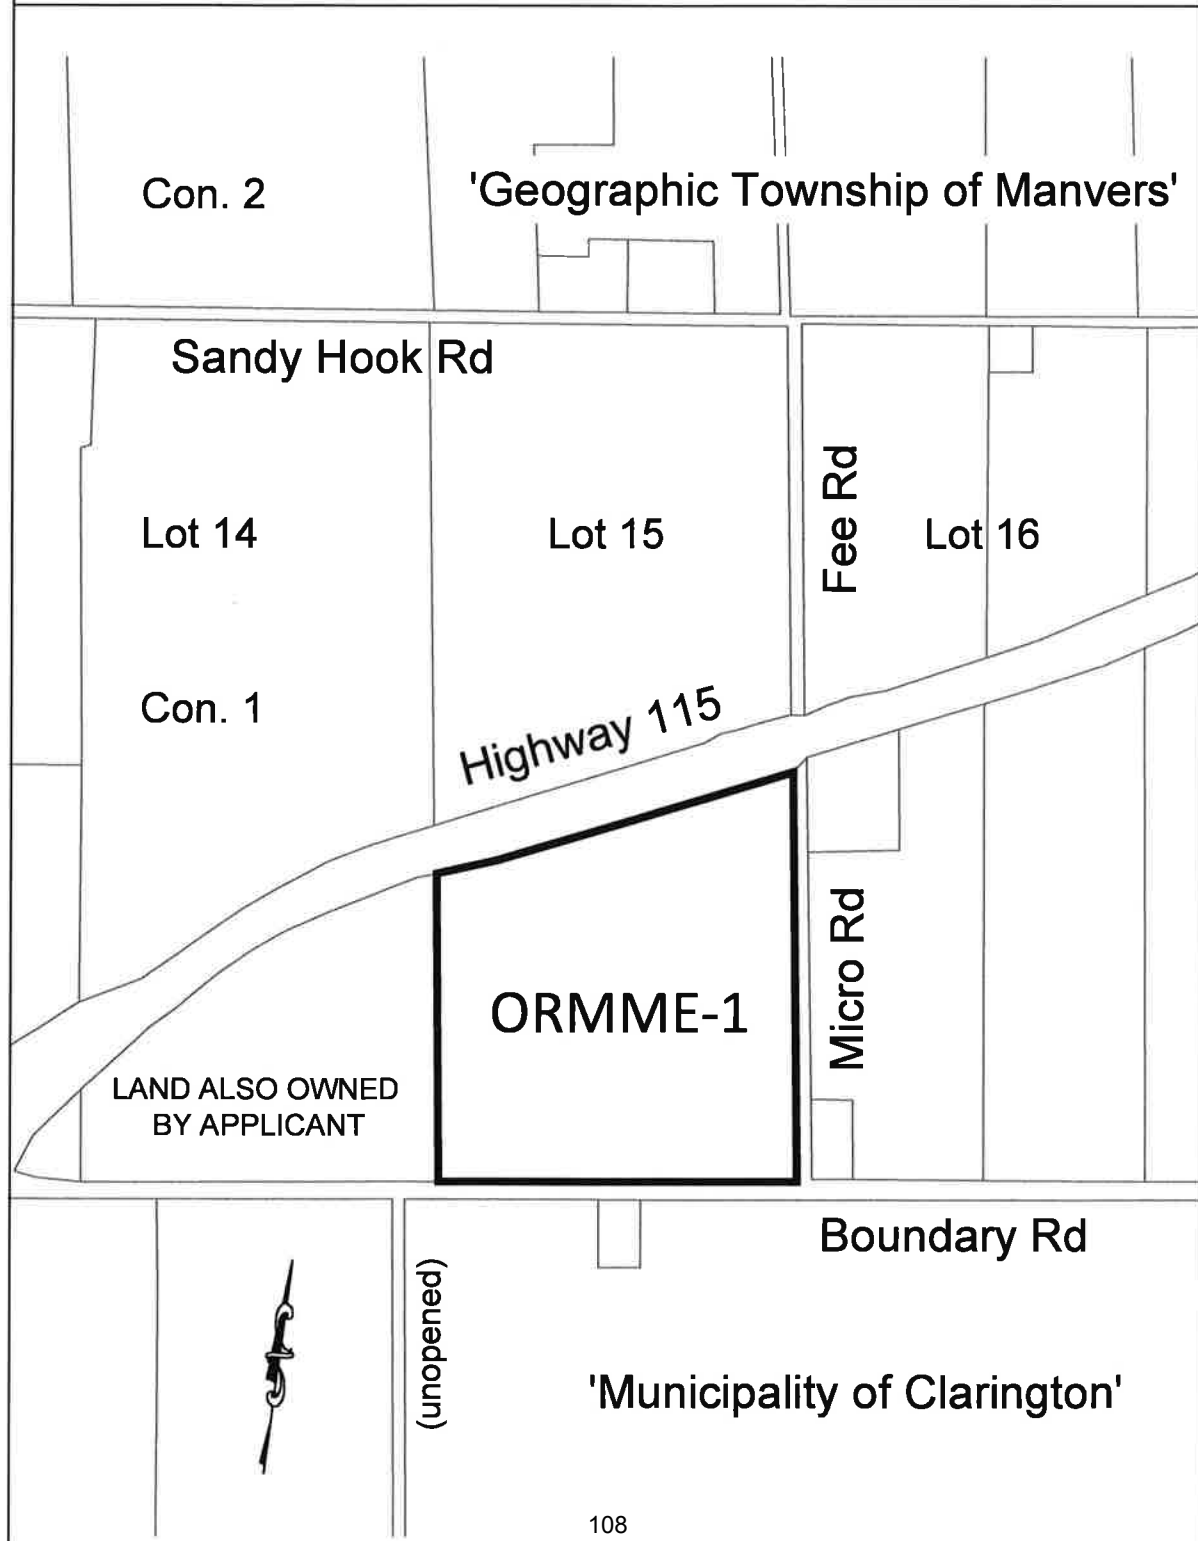 Con. 2
'Geographic Township of Manvers'
Sandy Hook Rd
Fee Rd
Lot 14
Lot 15
Lot 16
Con. 1
Highway 115
Micro Rd
ORMME-1
LAND ALSO OWNED
BY APPLICANT
Boundary Rd
(unopened)
'Municipality of Clarington'
108